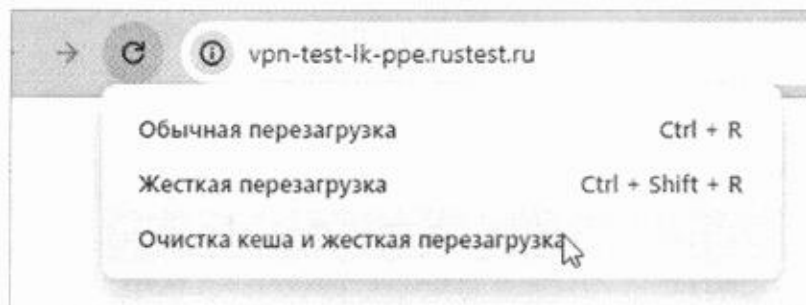 vpn-test-lk-ppe.rustest.ru
Обычная перезагрузка Ctrl + R
Жесткая перезагрузка Ctrl + Shift + R
Очистка кеша и жесткая перезагрузка